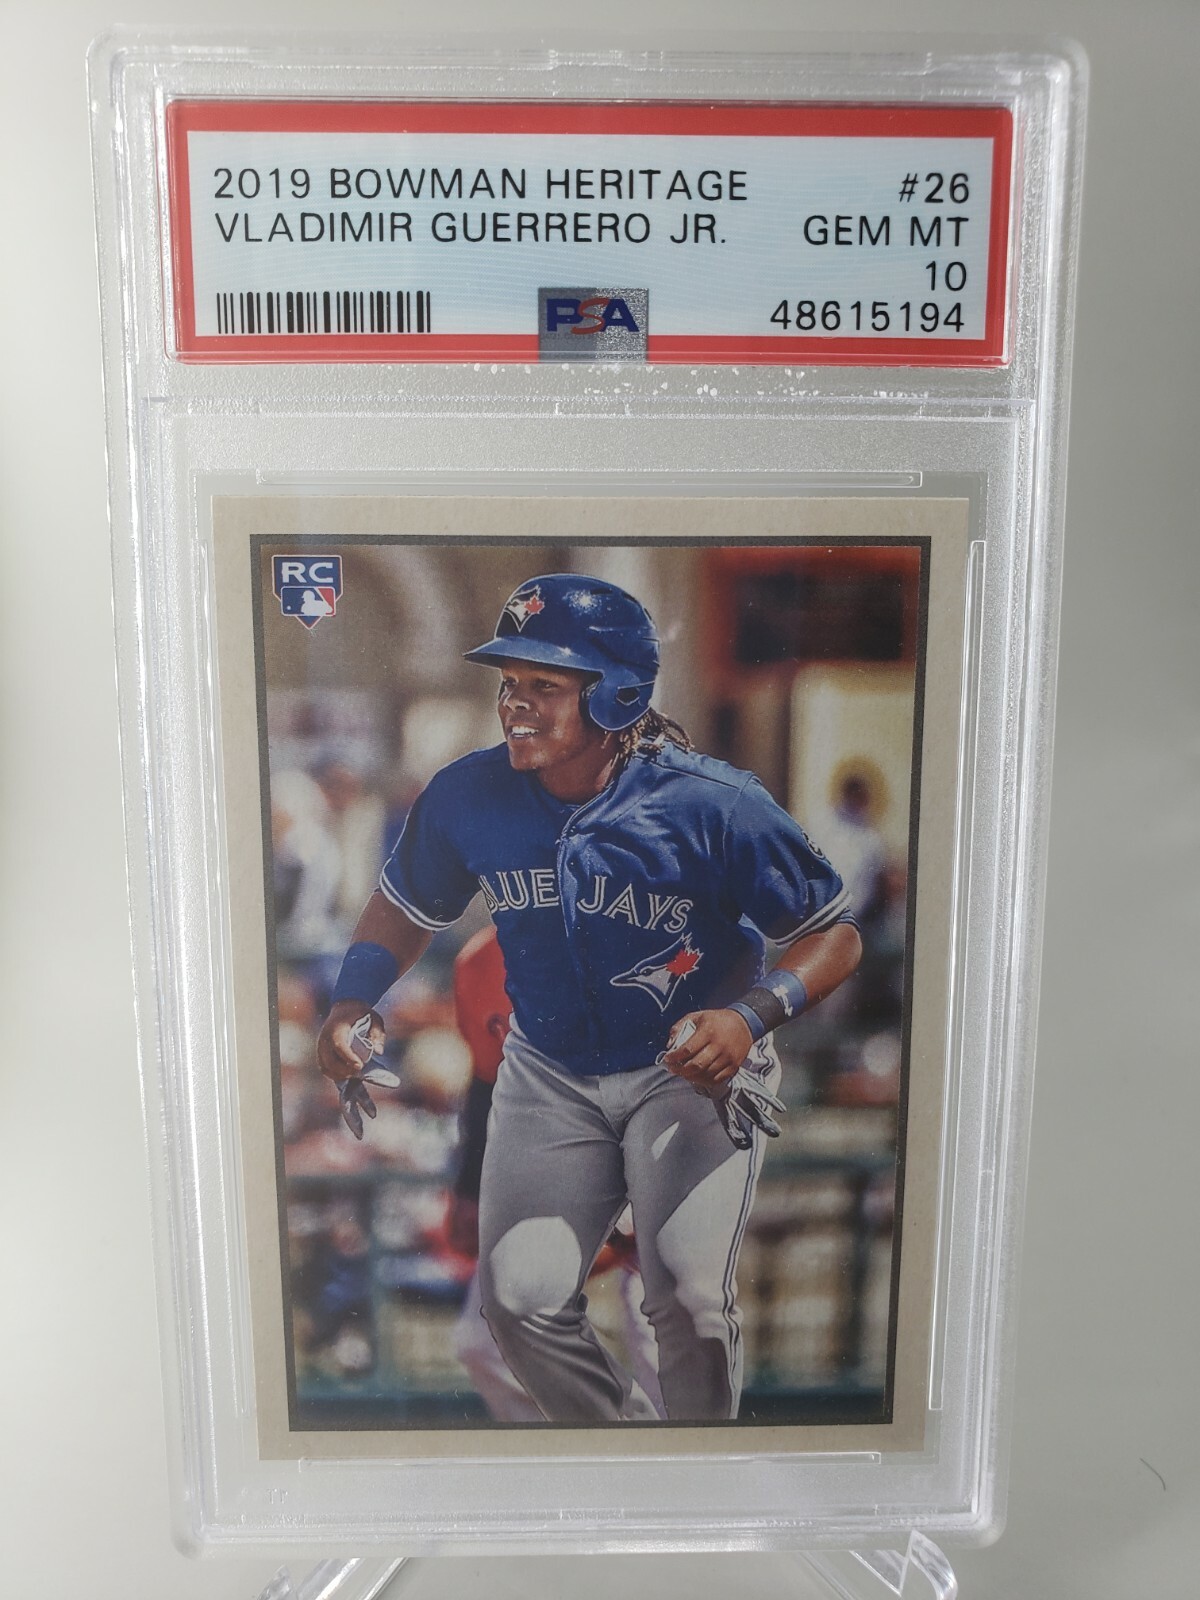 2019 BOWMAN HERITAGE #26
VLADIMIR GUERRERO JR. GEM MT
10
PSA 48615194
RC
BLUE JAYS